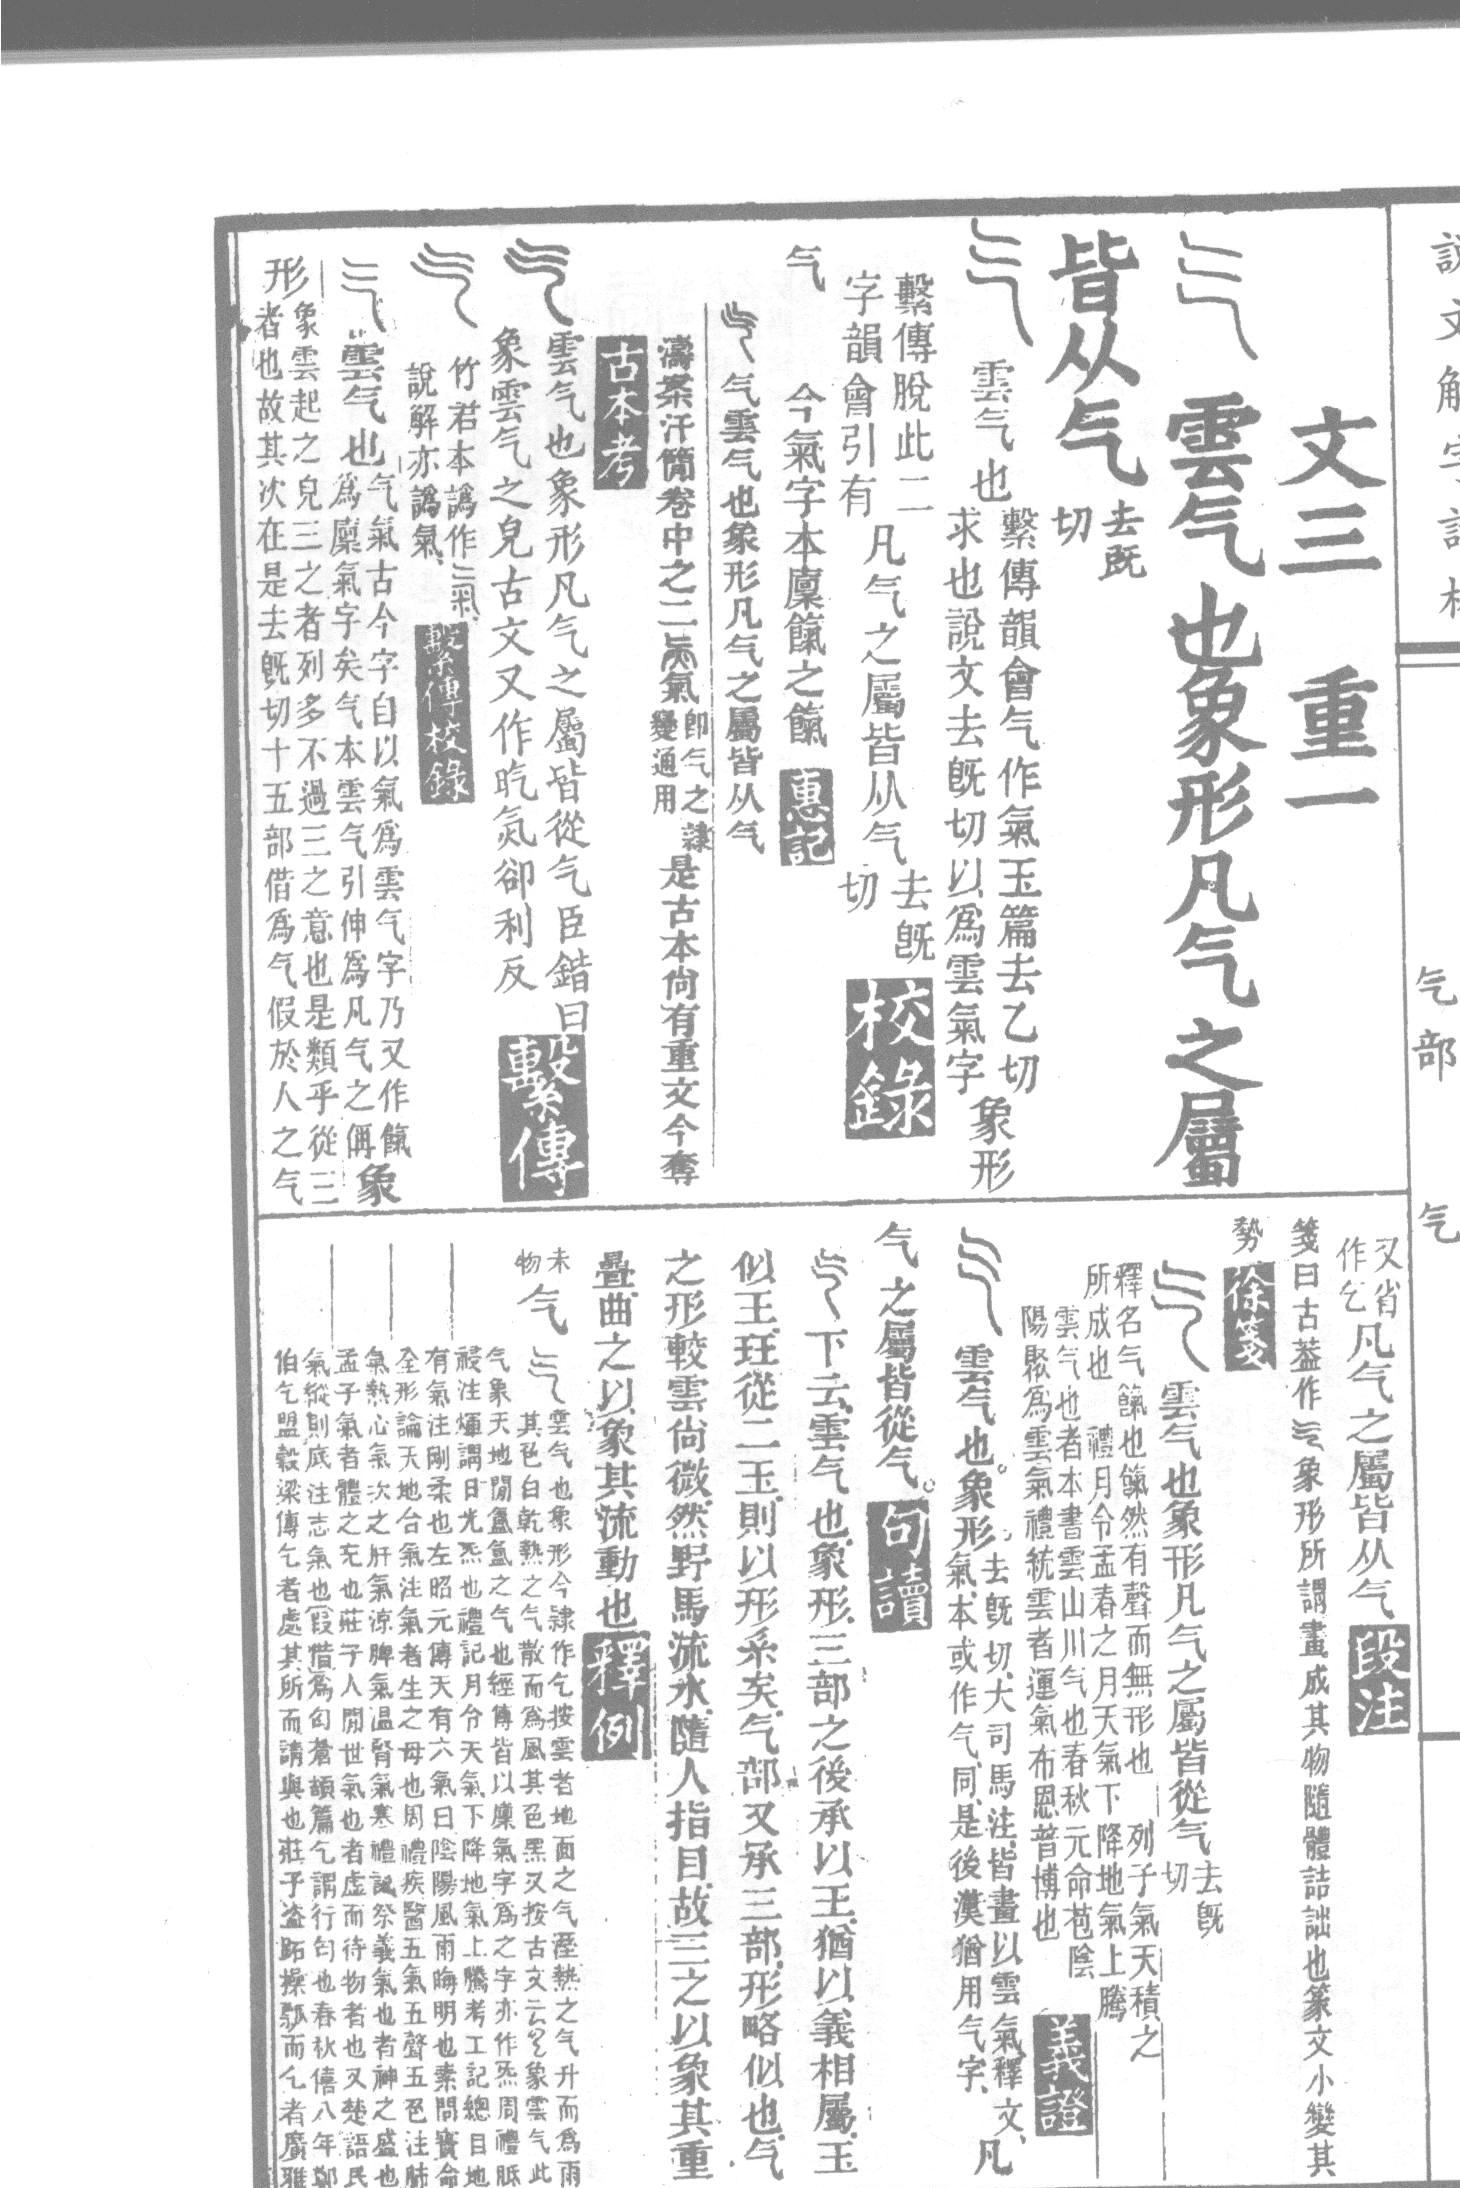 气部
气
文三　重一
雲气也象形凡气之屬
皆从气
去既
切
雲气也
繫傳韻會气作氣玉篇去乙切
求也說文去既切以爲雲氣字
象形
繫傳脫此二
字韻會引有
凡气之屬皆从气
去既
切
校錄
气
今氣字本廩餼之餼
惠記
气雲气也象形凡气之屬皆从气
濤案汗簡卷中之二
氣
卽气之隸
變通用
是古本尙有重文今奪
古本考
雲气也象形凡气之屬皆從气臣鍇曰
象雲气之皃古文又作㫓気卻利反
繫傳
竹君本譌作
說解亦譌氣
繫傳校錄
雲气也
气氣古今字自以氣爲雲气字乃又作餼
爲廩氣字矣气本雲气引伸爲凡气之偁
象
形
象雲起之皃三之者列多不過三之意也是類乎從三
者也故其次在是去旣切十五部借爲气假於人之气
又省
作乞
凡气之屬皆从气
段注
箋曰古葢作
象形所謂畫成其物隨體詰詘也篆文小變其
勢
徐箋
雲气也象形凡气之屬皆從气
去旣
切
釋名气餼也餼然有聲而無形也　列子氣天積之
所成也　禮月令孟春之月天氣下降地氣上騰
雲气也者本書雲山川气也春秋元命苞陰
陽聚爲雲氣禮統雲者運氣布恩普博也
義證
雲气也。象形。
去旣切、大司馬注、皆畫以雲氣、釋文、
氣、本或作气、同、是後漢猶用气字、
凡
气之屬皆從气。
句讀
下云、雲气也、象形、三部之後承以王、猶以義相屬、玉
似王、玨從二玉、則以形系矣、气部又承三部、形略似也、气
之形較雲尙微、然野馬流水、隨人指目、故三之以象其重
疊、曲之以象其流動也
釋例
未
物
气
雲气也象形今隸作乞按雲者地面之气溼熱之气升而爲雨
其色白乾熱之气散而爲風其色黑又按古文云
象雲气此
气象天地閒氤氳之气也經傳皆以廩氣字爲之字亦作炁周禮眡
祲注煇謂日光炁也禮記月令天氣下降地氣上騰考工記總目地
有氣注剛柔也左昭元傳天有六氣曰陰陽風雨晦明也素問寶命
全形論天地合氣注氣者生之母也周禮疾醫五氣五聲五色注肺
氣熱心氣次之肝氣涼脾氣温腎氣寒禮記祭義氣也者神之盛也
孟子氣者體之充也莊子人閒世氣也者虛而待物者也又楚語民
氣縱則底注志氣也叚借爲匄蒼頡篇乞謂行匄也春秋僖八年鄭
伯乞盟穀梁傳乞者處其所而請與也莊子盜跖操瓢而乞者廣雅